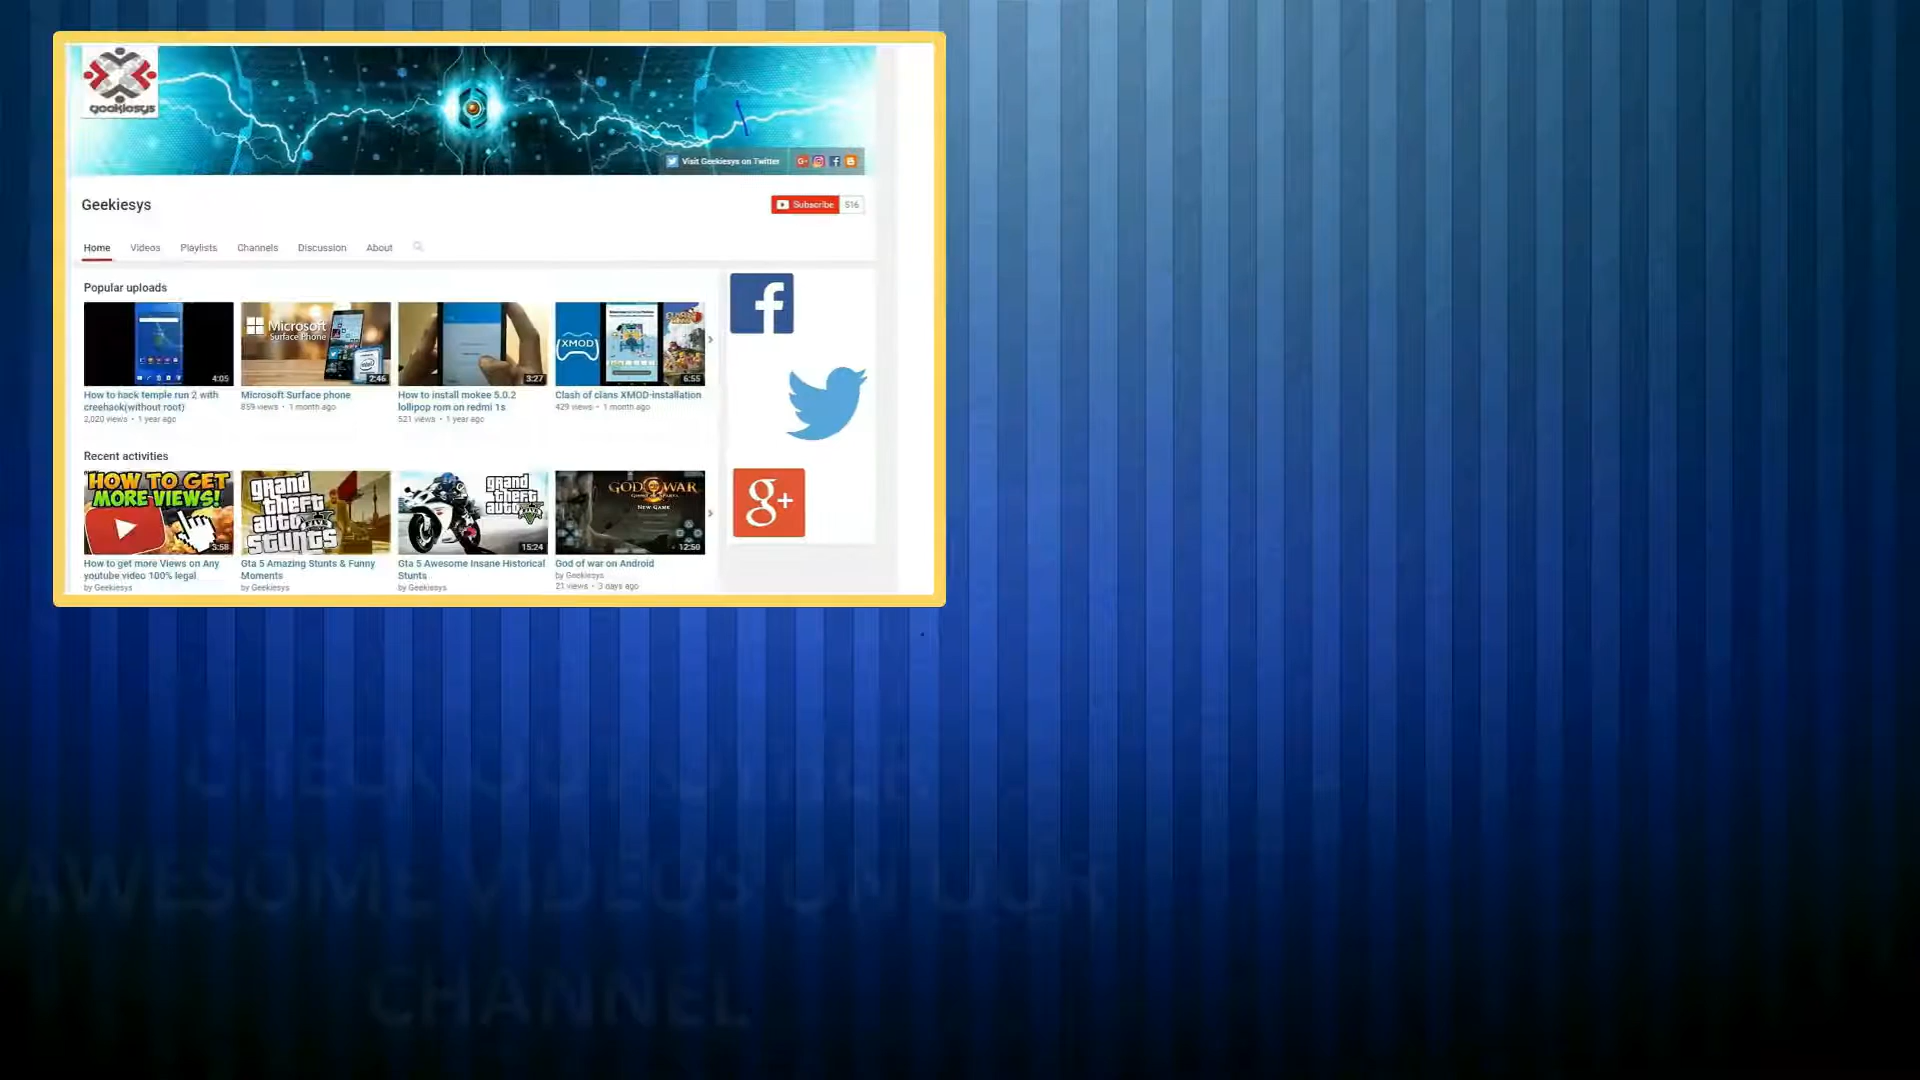 geekiesys
Visit Geekiesys on Twitter
Geekiesys
Subscribe 516
Home Videos Playlists Channels Discussion About
Popular uploads
4:05
Microsoft
Surface Phone
2:46
3:27
XMOD
6:55
How to hack temple run 2 with
creehack(without root)
2,020 views • 1 year ago
Microsoft Surface phone
859 views • 1 month ago
How to install mokee 5.0.2
lollipop rom on redmi 1s
521 views • 1 year ago
Clash of clans XMOD-installation
429 views • 1 month ago
Recent activities
HOW TO GET
MORE VIEWS!
3:58
grand
theft
auto V
stunts
grand
theft
auto V
15:24
GOD OF WAR
NEW GAME
12:50
How to get more Views on Any
youtube video 100% legal
by Geekiesys
Gta 5 Amazing Stunts & Funny
Moments
by Geekiesys
Gta 5 Awesome Insane Historical
Stunts
by Geekiesys
God of war on Android
by Geekiesys
21 views • 3 days ago
f
g+
CHECK OUT OTHER
AWESOME VIDEOS ON OUR
CHANNEL